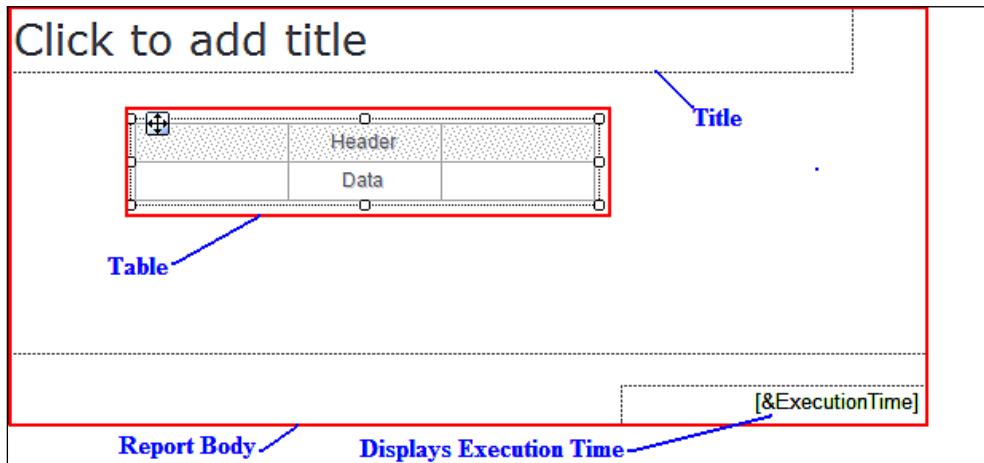 Click to add title
Title
Header
Data
Table
[&ExecutionTime]
Report Body
Displays Execution Time